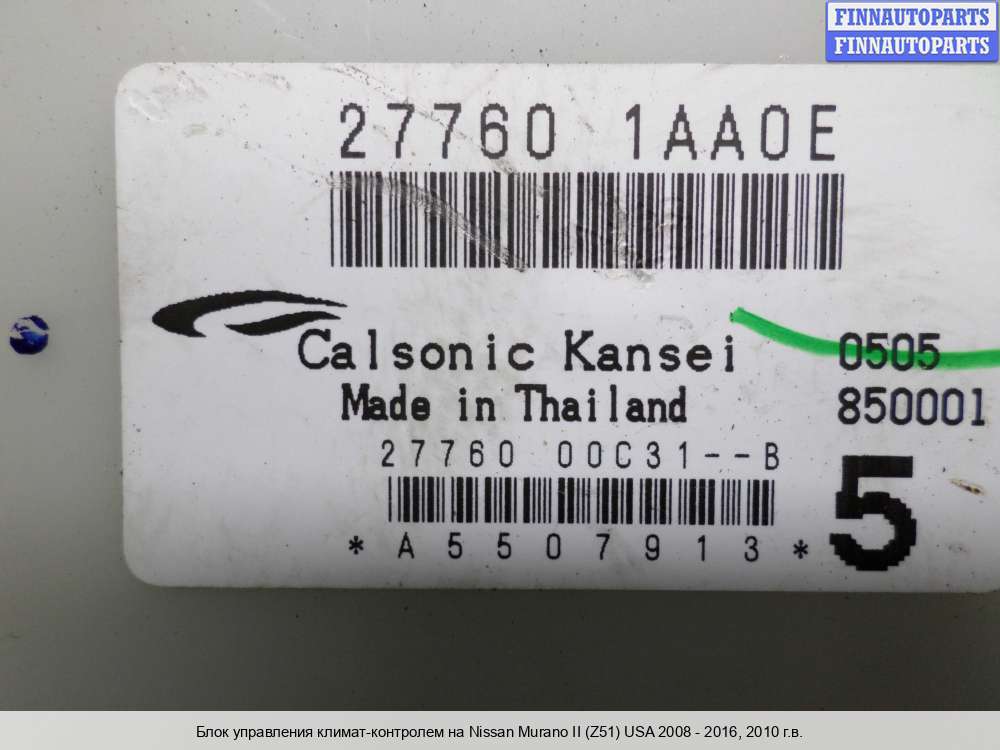 FINNAUTOPARTS
FINNAUTOPARTS
27760 1AA0E
Calsonic Kansei 0505
Made in Thailand 850001
27760 00C31--B
5
*A5507913*
Блок управления климат-контролем на Nissan Murano II (Z51) USA 2008 - 2016, 2010 г.в.